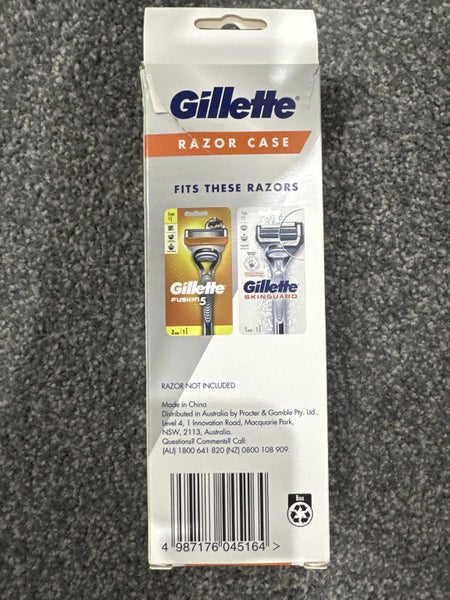 Gillette
RAZOR CASE
FITS THESE RAZORS
Gillette
FUSION5
Gillette
SKINGUARD
RAZOR NOT INCLUDED
Made in China
Distributed in Australia by Procter & Gamble Pty. Ltd.,
Level 4, 1 Innovation Road, Macquarie Park,
NSW, 2113, Australia.
Questions? Comments? Call:
(AU) 1800 641 820 (NZ) 0800 108 909.
Box
4 987176 045164 >